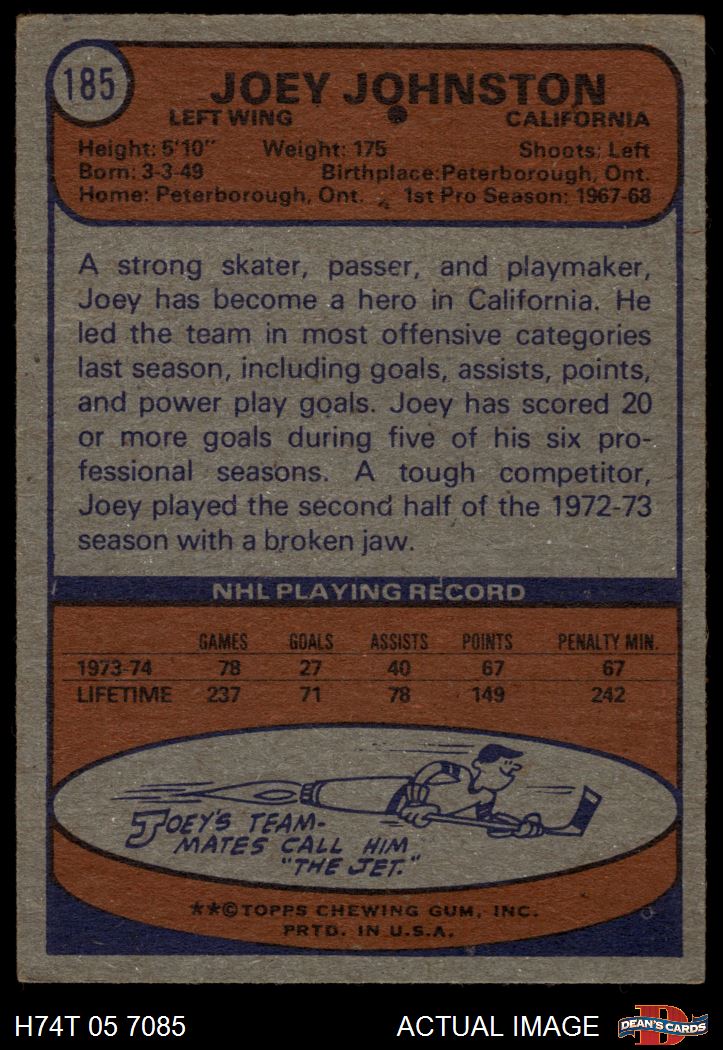 185
JOEY JOHNSTON
LEFT WING CALIFORNIA
Height: 5'10" Weight: 175 Shoots: Left
Born: 3-3-49 Birthplace: Peterborough, Ont.
Home: Peterborough, Ont. 1st Pro Season: 1967-68
A strong skater, passer, and playmaker,
Joey has become a hero in California. He
led the team in most offensive categories
last season, including goals, assists, points,
and power play goals. Joey has scored 20
or more goals during five of his six pro-
fessional seasons. A tough competitor,
Joey played the second half of the 1972-73
season with a broken jaw.
NHL PLAYING RECORD
GAMES GOALS ASSISTS POINTS PENALTY MIN.
1973-74 78 27 40 67 67
LIFETIME 237 71 78 149 242
JOEY'S TEAM-
MATES CALL HIM
"THE JET."
**©TOPPS CHEWING GUM, INC.
PRTD. IN U.S.A.
H74T 05 7085 ACTUAL IMAGE DEAN'S CARDS